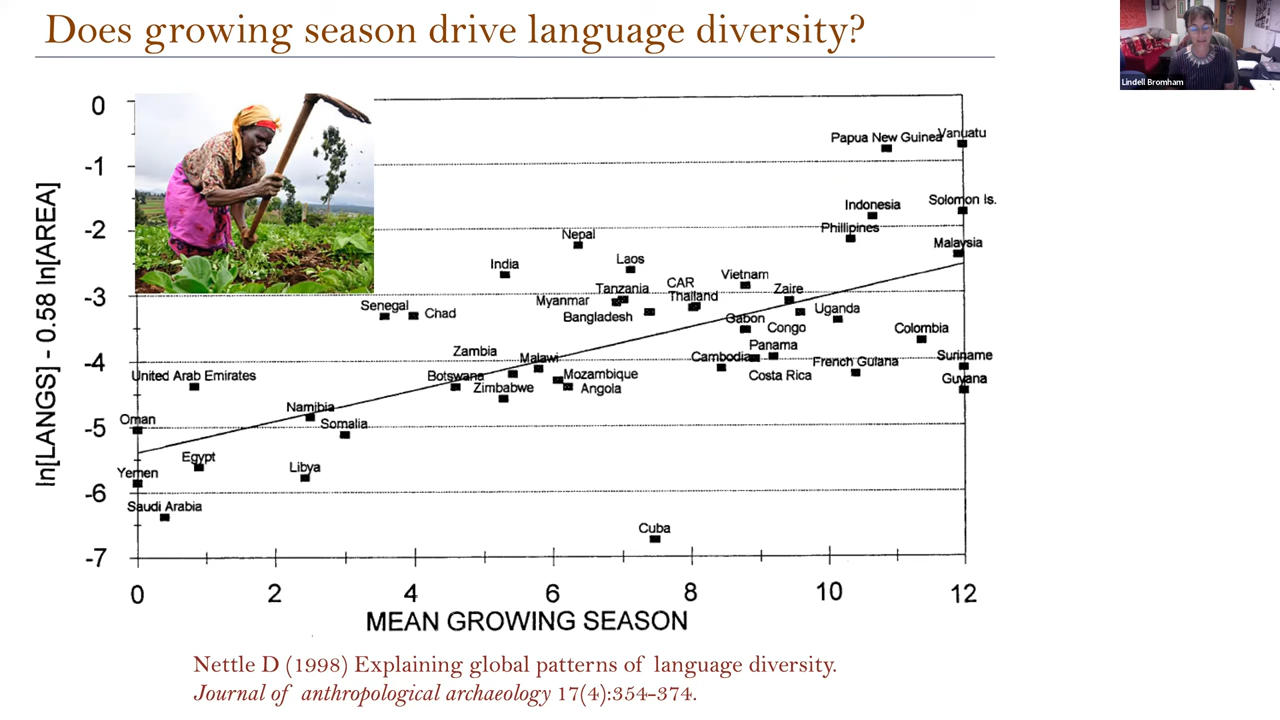 Does growing season drive language diversity?
Lindell Bromham
ln[LANGS] - 0.58 ln[AREA]
0
-1
-2
-3
-4
-5
-6
-7
Papua New Guinea
Vanuatu
Indonesia
Solomon Is.
Phillipines
Nepal
Malaysia
India
Laos
Vietnam
Tanzania
CAR
Zaire
Myanmar
Thailand
Senegal
Chad
Bangladesh
Gabon
Uganda
Congo
Colombia
Zambia
Malawi
Panama
Cambodia
French Guiana
Suriname
United Arab Emirates
Botswana
Mozambique
Costa Rica
Guyana
Zimbabwe
Angola
Namibia
Oman
Somalia
Egypt
Yemen
Libya
Saudi Arabia
Cuba
0 2 4 6 8 10 12
MEAN GROWING SEASON
Nettle D (1998) Explaining global patterns of language diversity.
Journal of anthropological archaeology 17(4):354–374.